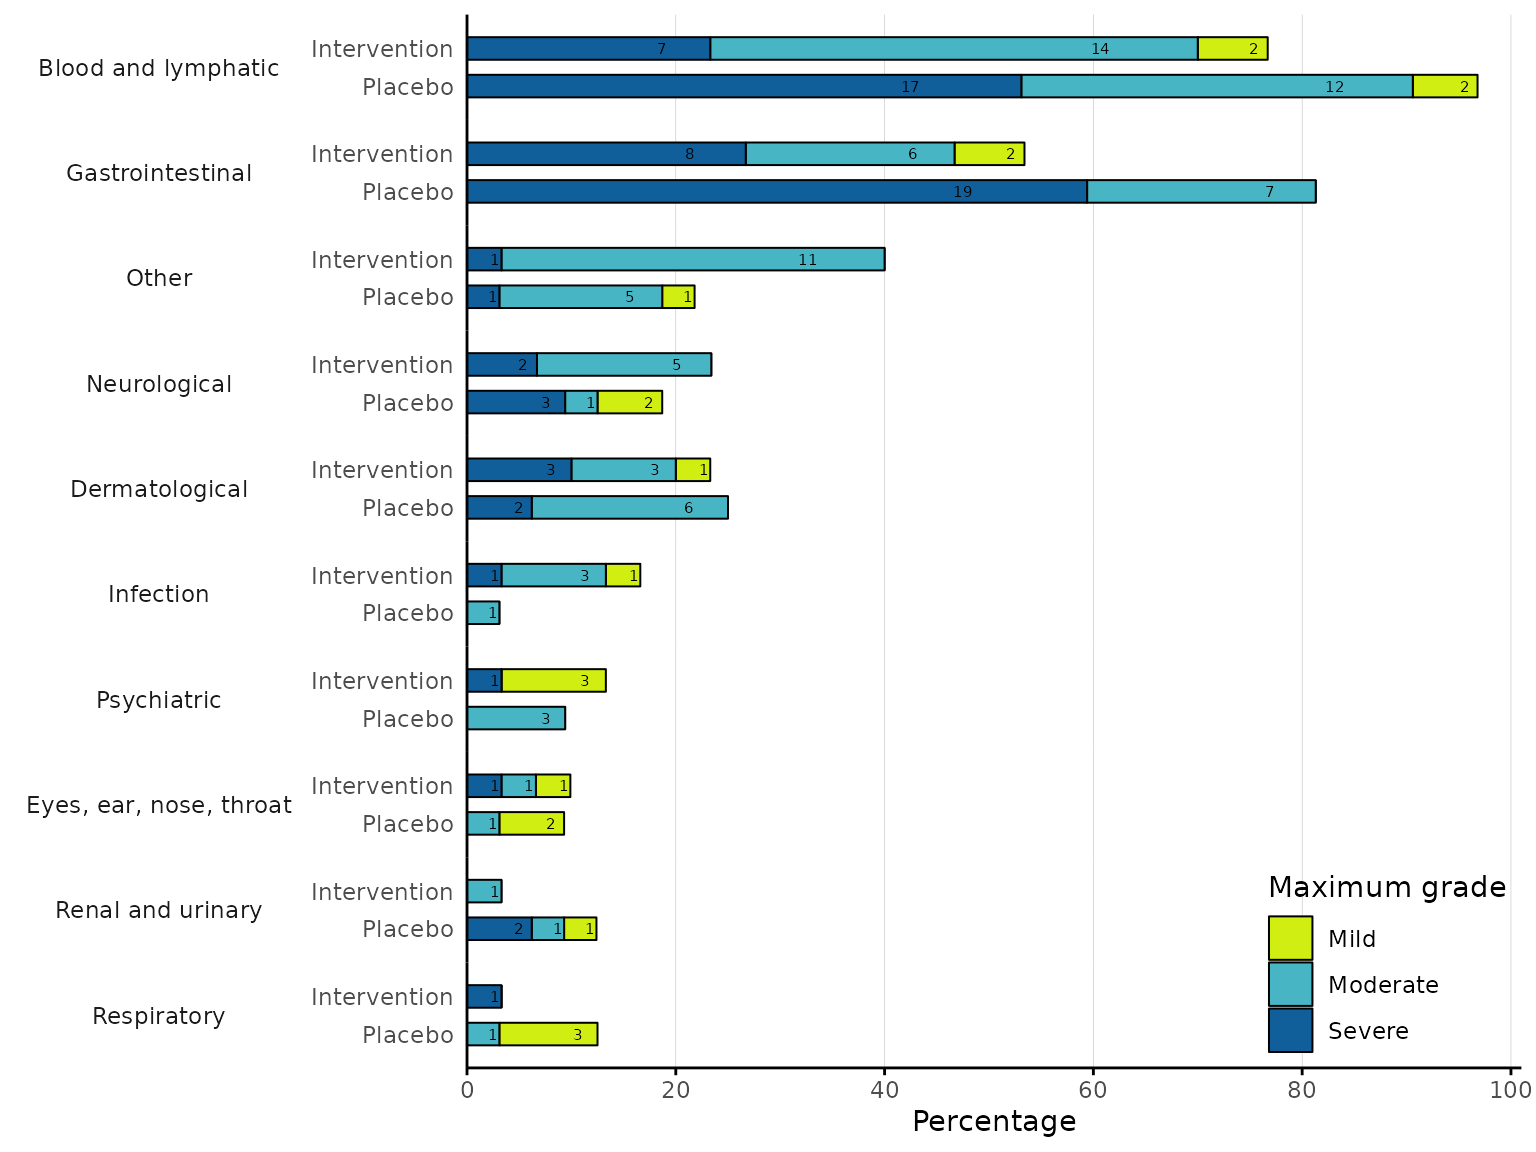 Blood and lymphatic
Intervention 7 14 2
Placebo 17 12 2
Gastrointestinal
Intervention 8 6 2
Placebo 19 7
Other
Intervention 1 11
Placebo 1 5 1
Neurological
Intervention 2 5
Placebo 3 1 2
Dermatological
Intervention 3 3 1
Placebo 2 6
Infection
Intervention 1 3 1
Placebo 1
Psychiatric
Intervention 1 3
Placebo 3
Eyes, ear, nose, throat
Intervention 1 1 1
Placebo 1 2
Renal and urinary
Intervention 1
Placebo 2 1 1
Respiratory
Intervention 1
Placebo 1 3
Maximum grade
Mild
Moderate
Severe
0 20 40 60 80 100
Percentage